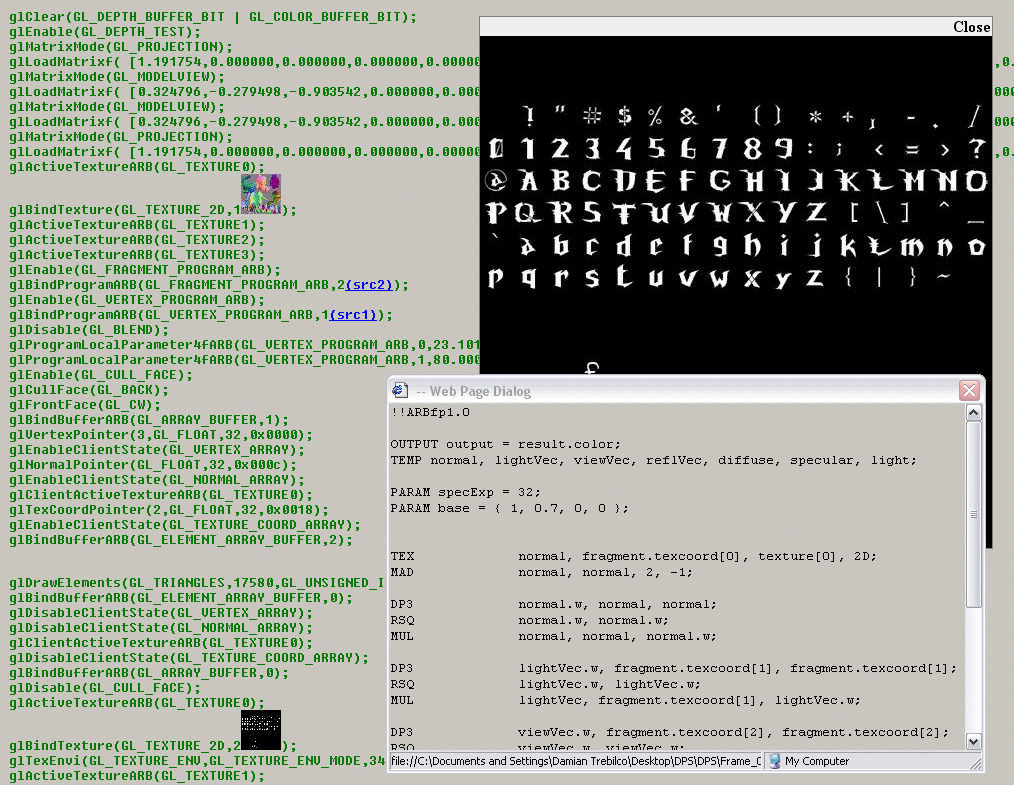 glClear(GL_DEPTH_BUFFER_BIT | GL_COLOR_BUFFER_BIT);
glEnable(GL_DEPTH_TEST);
glMatrixMode(GL_PROJECTION);
glLoadMatrixf( [1.191754,0.000000,0.000000,0.000000,0.00000
glMatrixMode(GL_MODELVIEW);
glLoadMatrixf( [0.324796,-0.279498,-0.903542,0.000000,0.000
glMatrixMode(GL_MODELVIEW);
glLoadMatrixf( [0.324796,-0.279498,-0.903542,0.000000,0.000
glMatrixMode(GL_PROJECTION);
glLoadMatrixf( [1.191754,0.000000,0.000000,0.000000,0.00000
glActiveTextureARB(GL_TEXTURE0);
glBindTexture(GL_TEXTURE_2D,1 );
glActiveTextureARB(GL_TEXTURE1);
glActiveTextureARB(GL_TEXTURE2);
glActiveTextureARB(GL_TEXTURE3);
glEnable(GL_FRAGMENT_PROGRAM_ARB);
glBindProgramARB(GL_FRAGMENT_PROGRAM_ARB,2(src2));
glEnable(GL_VERTEX_PROGRAM_ARB);
glBindProgramARB(GL_VERTEX_PROGRAM_ARB,1(src1));
glDisable(GL_BLEND);
glProgramLocalParameter4fARB(GL_VERTEX_PROGRAM_ARB,0,23.101
glProgramLocalParameter4fARB(GL_VERTEX_PROGRAM_ARB,1,80.000
glEnable(GL_CULL_FACE);
glCullFace(GL_BACK);
glFrontFace(GL_CW);
glBindBufferARB(GL_ARRAY_BUFFER,1);
glVertexPointer(3,GL_FLOAT,32,0x0000);
glEnableClientState(GL_VERTEX_ARRAY);
glNormalPointer(GL_FLOAT,32,0x000c);
glEnableClientState(GL_NORMAL_ARRAY);
glClientActiveTextureARB(GL_TEXTURE0);
glTexCoordPointer(2,GL_FLOAT,32,0x0018);
glEnableClientState(GL_TEXTURE_COORD_ARRAY);
glBindBufferARB(GL_ELEMENT_ARRAY_BUFFER,2);
glDrawElements(GL_TRIANGLES,17580,GL_UNSIGNED_I
glBindBufferARB(GL_ELEMENT_ARRAY_BUFFER,0);
glDisableClientState(GL_VERTEX_ARRAY);
glDisableClientState(GL_NORMAL_ARRAY);
glClientActiveTextureARB(GL_TEXTURE0);
glDisableClientState(GL_TEXTURE_COORD_ARRAY);
glBindBufferARB(GL_ARRAY_BUFFER,0);
glDisable(GL_CULL_FACE);
glActiveTextureARB(GL_TEXTURE0);
glBindTexture(GL_TEXTURE_2D,2 );
glTexEnvi(GL_TEXTURE_ENV,GL_TEXTURE_ENV_MODE,34
glActiveTextureARB(GL_TEXTURE1);
Close
! " # $ % & ' ( ) * + , - . /
0 1 2 3 4 5 6 7 8 9 : ; < = > ?
@ A B C D E F G H I J K L M N O
P Q R S T U V W X Y Z [ \ ] ^ _
` a b c d e f g h i j k l m n o
p q r s t u v w x y z { | } ~
£
-- Web Page Dialog
!!ARBfp1.0
OUTPUT output = result.color;
TEMP normal, lightVec, viewVec, reflVec, diffuse, specular, light;
PARAM specExp = 32;
PARAM base = { 1, 0.7, 0, 0 };
TEX normal, fragment.texcoord[0], texture[0], 2D;
MAD normal, normal, 2, -1;
DP3 normal.w, normal, normal;
RSQ normal.w, normal.w;
MUL normal, normal, normal.w;
DP3 lightVec.w, fragment.texcoord[1], fragment.texcoord[1];
RSQ lightVec.w, lightVec.w;
MUL lightVec, fragment.texcoord[1], lightVec.w;
DP3 viewVec.w, fragment.texcoord[2], fragment.texcoord[2];
RSQ viewVec.w, viewVec.w;
file://C:\Documents and Settings\Damian Trebilco\Desktop\DPS\DPS\Frame_0
My Computer